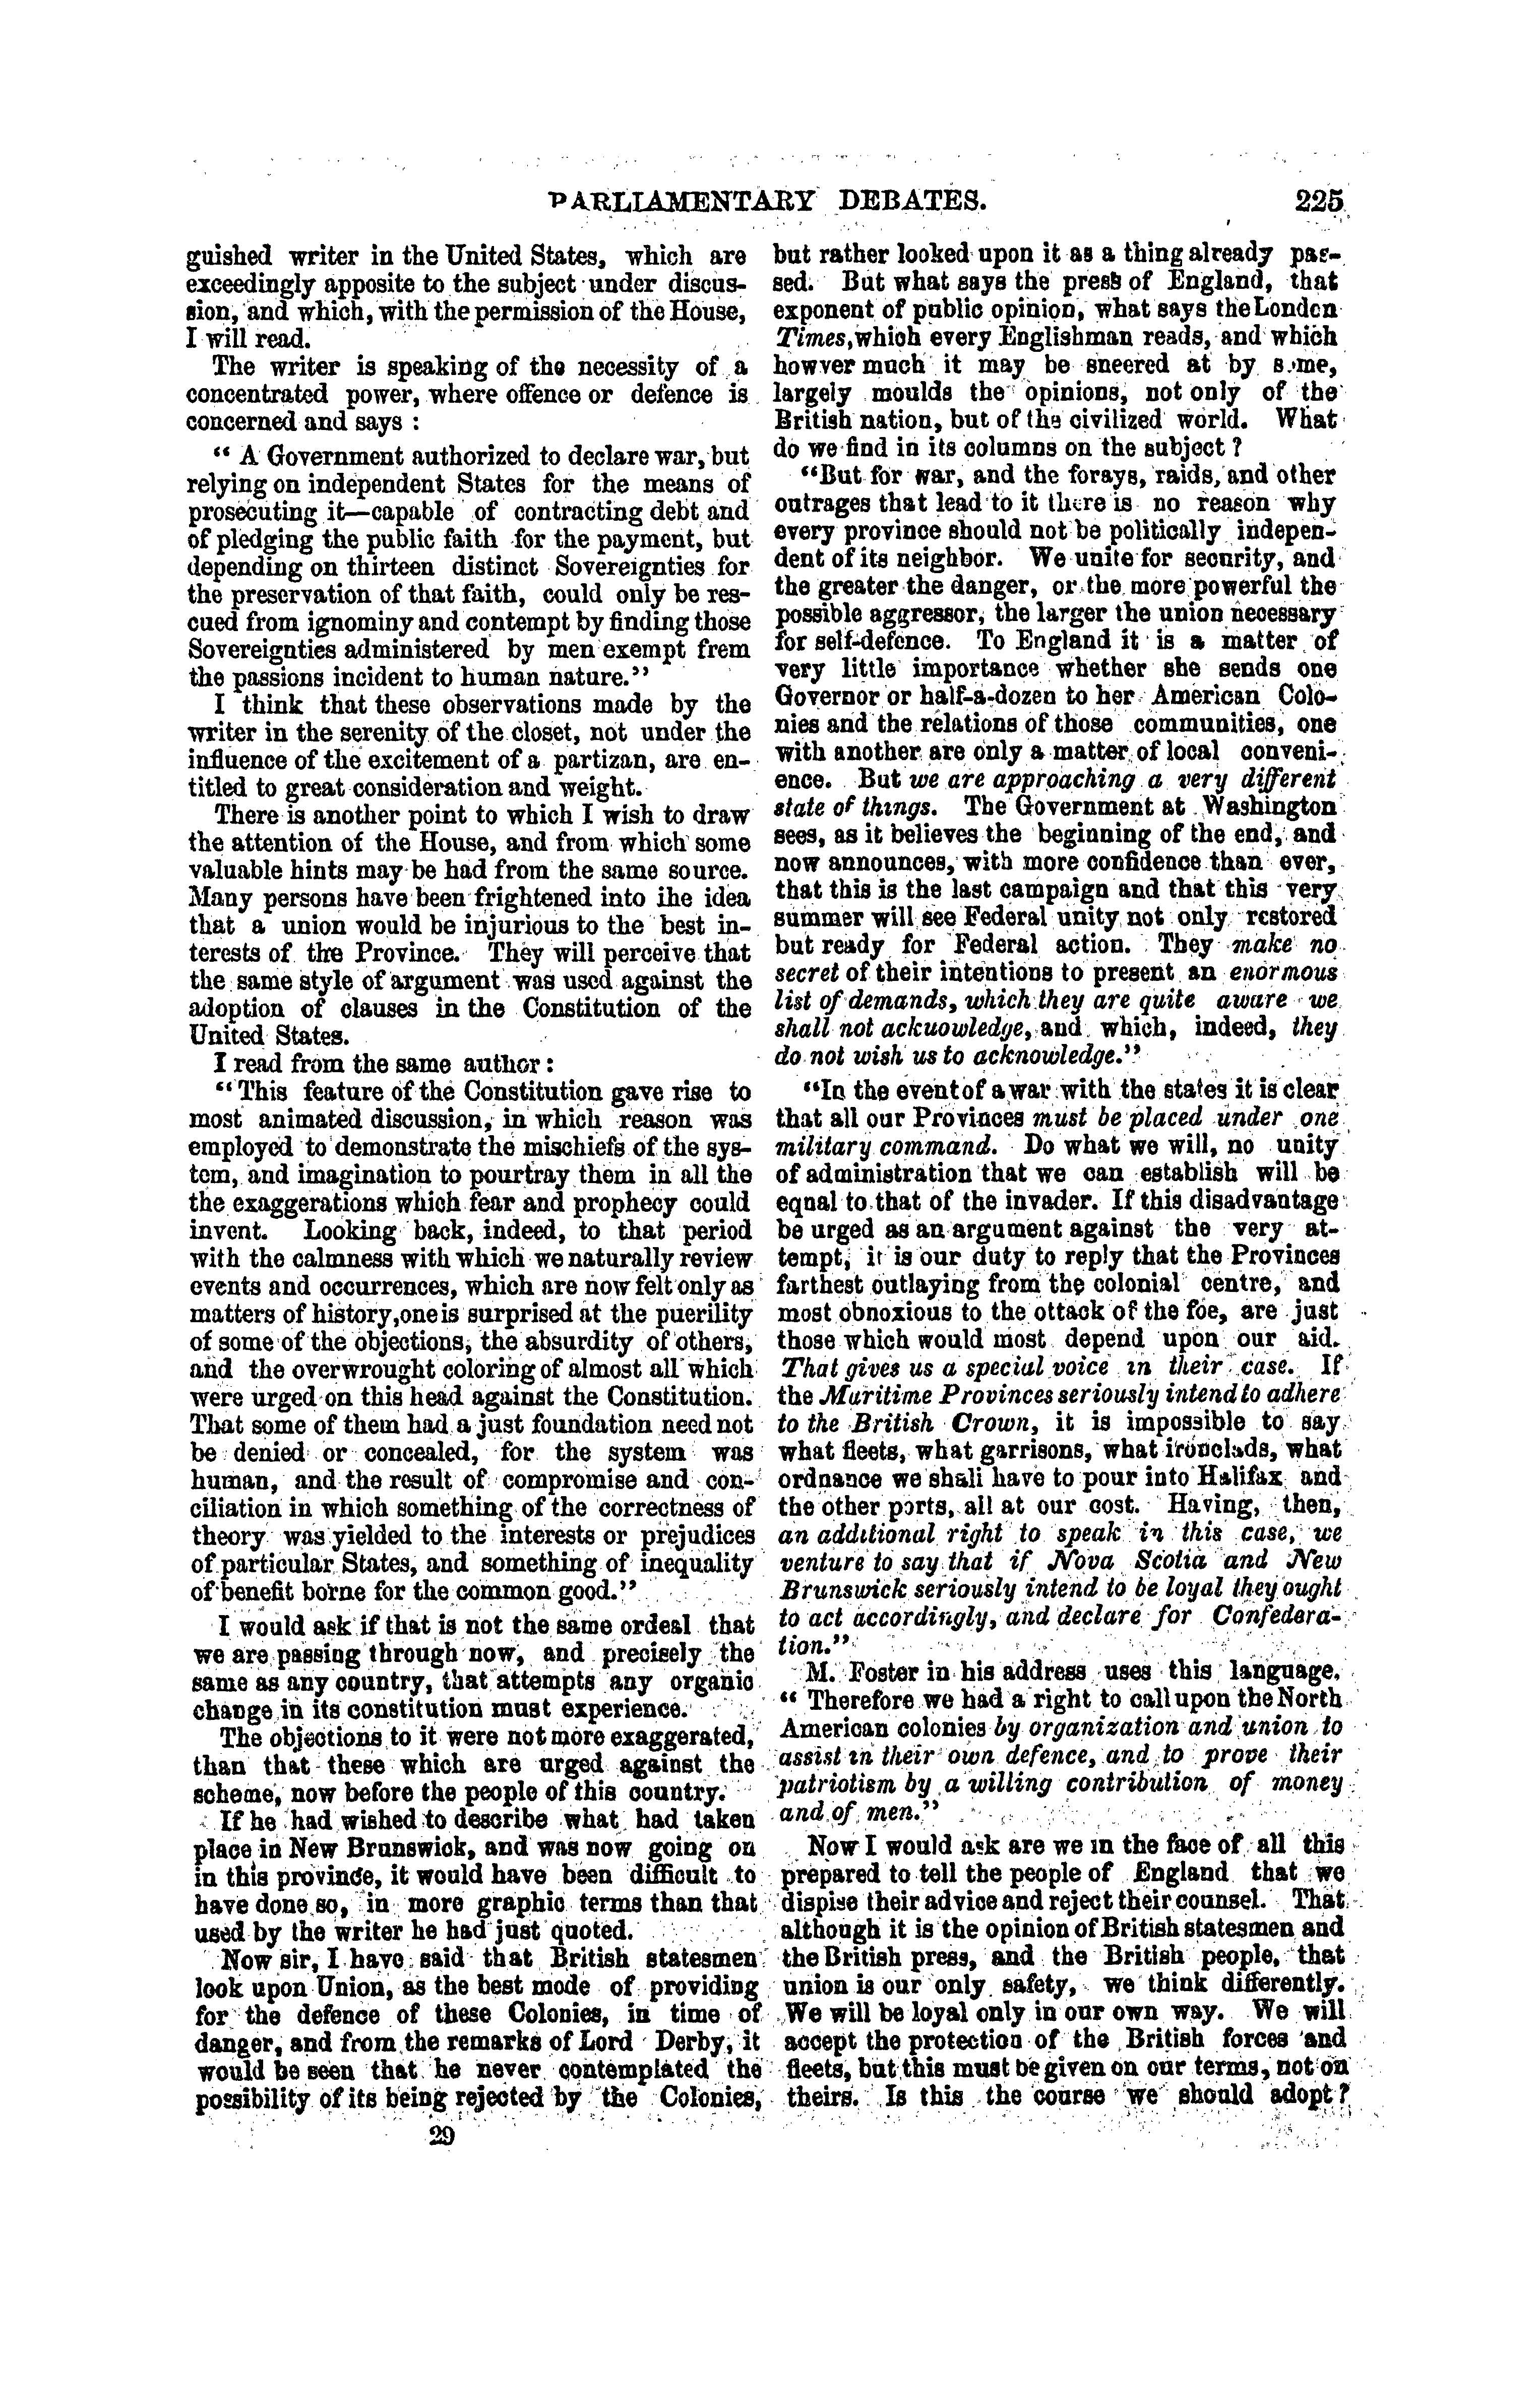 PARLIAMENTARY DEBATES.
225
guished writer in the United States, which are
exceedingly apposite to the subject under discus-
sion, and which, with the permission of the House,
I will read.
The writer is speaking of the necessity of a
concentrated power, where offence or defence is
concerned and says :
" A Government authorized to declare war, but
relying on independent States for the means of
prosecuting it—capable of contracting debt and
of pledging the public faith for the payment, but
depending on thirteen distinct Sovereignties for
the preservation of that faith, could only be res-
cued from ignominy and contempt by finding those
Sovereignties administered by men exempt frem
the passions incident to human nature."
I think that these observations made by the
writer in the serenity of the closet, not under the
influence of the excitement of a partizan, are en-
titled to great consideration and weight.
There is another point to which I wish to draw
the attention of the House, and from which some
valuable hints may be had from the same source.
Many persons have been frightened into ihe idea
that a union would be injurious to the best in-
terests of the Province. They will perceive that
the same style of argument was used against the
adoption of clauses in the Constitution of the
United States.
I read from the same author :
"This feature of the Constitution gave rise to
most animated discussion, in which reason was
employed to demonstrate the mischiefs of the sys-
tem, and imagination to pourtray them in all the
the exaggerations which fear and prophecy could
invent. Looking back, indeed, to that period
with the calmness with which we naturally review
events and occurrences, which are now felt only as
matters of history,one is surprised at the puerility
of some of the objections, the absurdity of others,
and the overwrought coloring of almost all which
were urged on this head against the Constitution.
That some of them had a just foundation need not
be denied or concealed, for the system was
human, and the result of compromise and con-
ciliation in which something of the correctness of
theory was yielded to the interests or prejudices
of particular States, and something of inequality
of benefit borne for the common good."
I would ask if that is not the same ordeal that
we are passing through now, and precisely the
same as any country, that attempts any organic
change in its constitution must experience.
The objections to it were not more exaggerated,
than that these which are urged against the
scheme, now before the people of this country.
If he had wished to describe what had taken
place in New Brunswick, and was now going on
in this province, it would have been difficult to
have done so, in more graphic terms than that
used by the writer he had just quoted.
Now sir, I have said that British statesmen
look upon Union, as the best mode of providing
for the defence of these Colonies, in time of
danger, and from the remarks of Lord Derby, it
would be seen that he never contemplated the
possibility of its being rejected by the Colonies,
29
but rather looked upon it as a thing already pas-
sed. But what says the press of England, that
exponent of public opinion, what says the London
Times,which every Englishman reads, and which
howver much it may be sneered at by some,
largely moulds the opinions, not only of the
British nation, but of the civilized world. What
do we find in its columns on the subject ?
"But for war, and the forays, raids, and other
outrages that lead to it there is no reason why
every province should not be politically indepen-
dent of its neighbor. We unite for security, and
the greater the danger, or the more powerful the
possible aggressor, the larger the union necessary
for self-defence. To England it is a matter of
very little importance whether she sends one
Governor or half-a-dozen to her American Colo-
nies and the relations of those communities, one
with another are only a matter of local conveni-
ence. But we are approaching a very different
state of things. The Government at Washington
sees, as it believes the beginning of the end, and
now announces, with more confidence than ever,
that this is the last campaign and that this very
summer will see Federal unity not only restored
but ready for Federal action. They make no
secret of their intentions to present an enormous
list of demands, which they are quite aware we
shall not ackuowledge, and which, indeed, they
do not wish us to acknowledge."
"In the event of a war with the states it is clear
that all our Provinces must be placed under one
military command. Do what we will, no unity
of administration that we can establish will be
eqnal to that of the invader. If this disadvantage
be urged as an argument against the very at-
tempt, it is our duty to reply that the Provinces
farthest outlaying from the colonial centre, and
most obnoxious to the ottack of the foe, are just
those which would most depend upon our aid.
That gives us a special voice in their case. If
the Maritime Provinces seriously intend to adhere
to the British Crown, it is impossible to say
what fleets, what garrisons, what ironclads, what
ordnance we shall have to pour into Halifax and
the other ports, all at our cost. Having, then,
an additional right to speak in this case, we
venture to say that if Nova Scotia and New
Brunswick seriously intend to be loyal they ought
to act accordingly, and declare for Confedera-
tion."
M. Foster in his address uses this language.
" Therefore we had a right to call upon the North
American colonies by organization and union to
assist in their own defence, and to prove their
patriotism by a willing contribution of money
and of men."
Now I would ask are we in the face of all this
prepared to tell the people of England that we
dispise their advice and reject their counsel. That
although it is the opinion of British statesmen and
the British press, and the British people, that
union is our only safety, we think differently.
We will be loyal only in our own way. We will
accept the protection of the British forces and
fleets, but this must be given on our terms, not on
theirs. Is this the course we should adopt ?